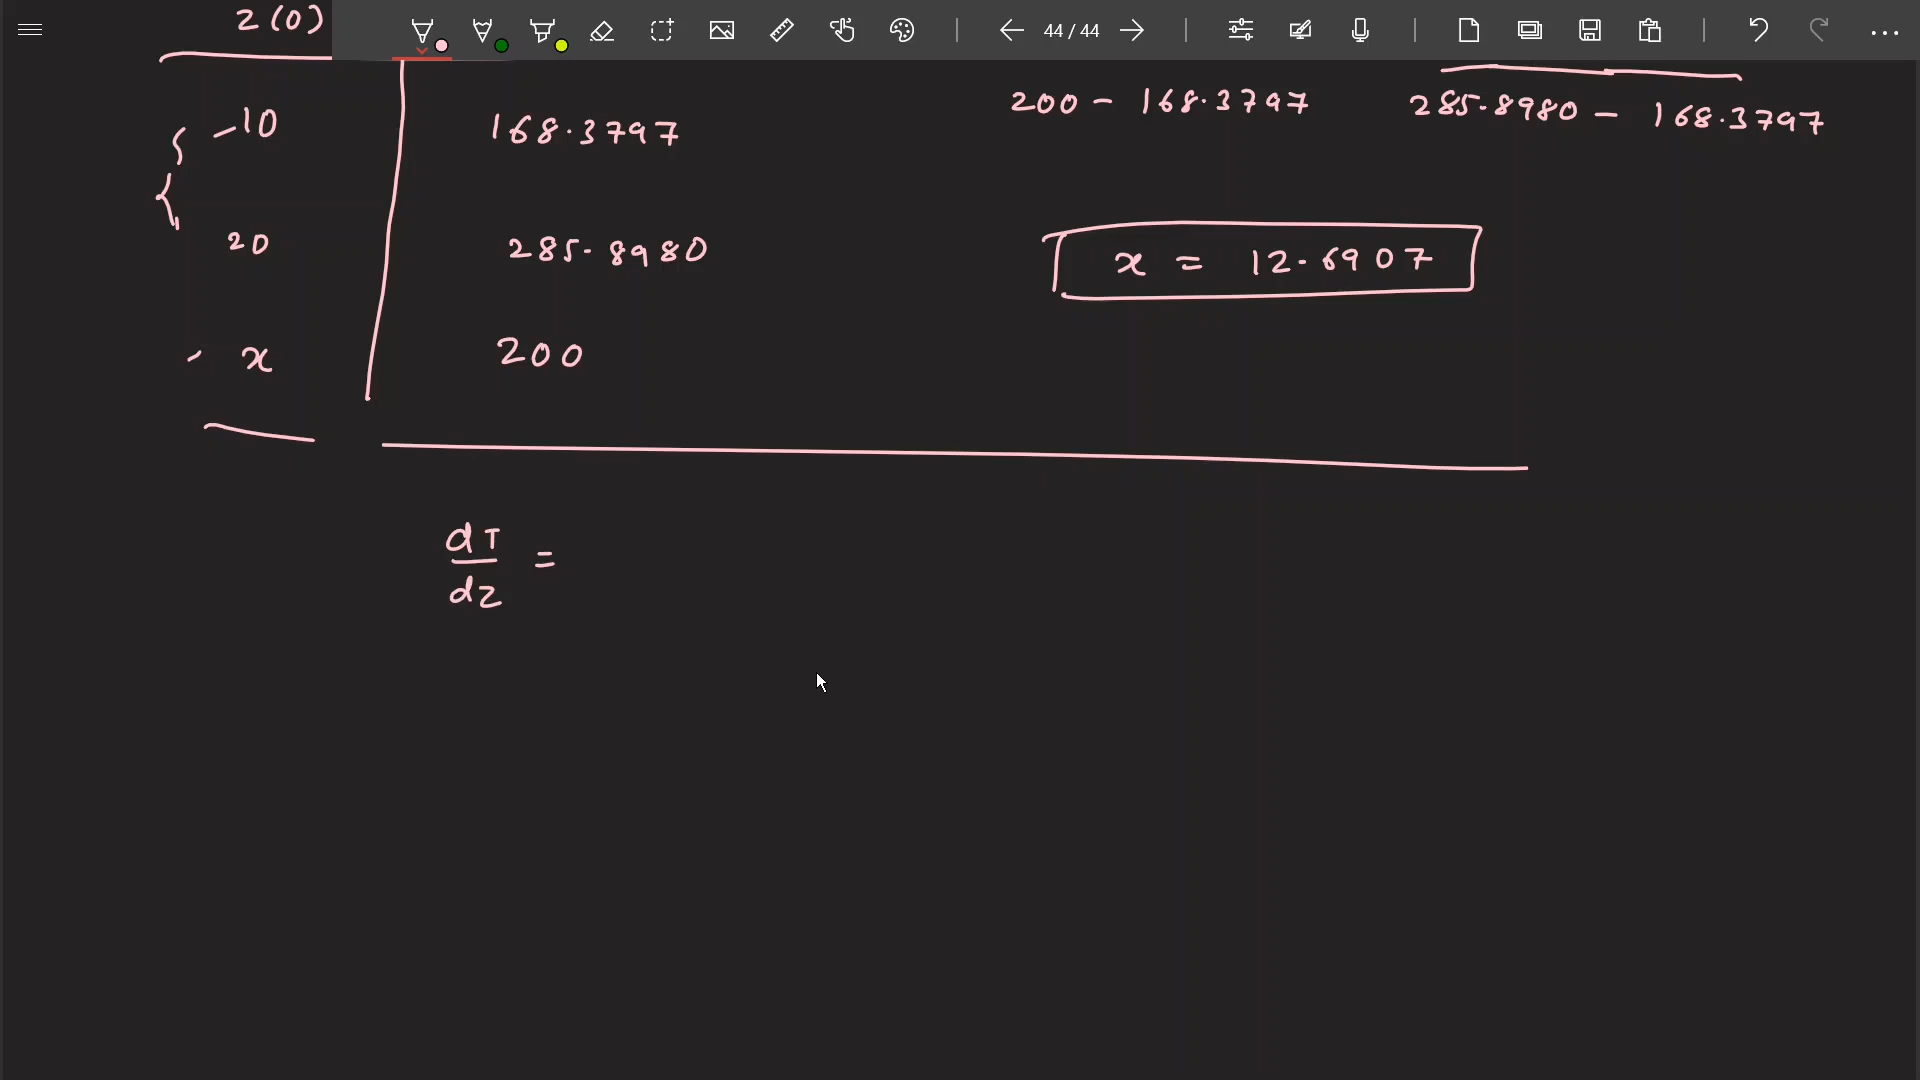 z(0)
44 / 44
10 168.3797
200 - 168.3797 285.8980 - 168.3797
20 285.8980
x = 12.6907
x 200
dT
dz
=